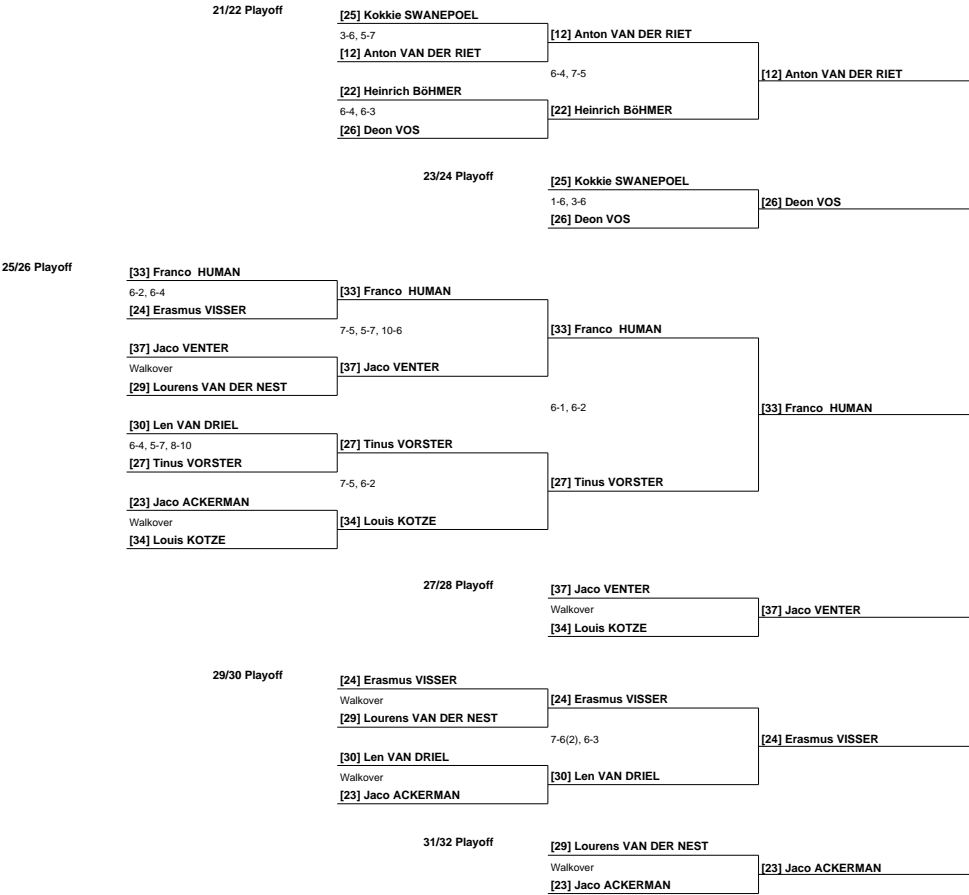 21/22 Playoff
[25] Kokkie SWANEPOEL
3-6, 5-7
[12] Anton VAN DER RIET
[12] Anton VAN DER RIET
6-4, 7-5
[12] Anton VAN DER RIET
[22] Heinrich BöHMER
6-4, 6-3
[22] Heinrich BöHMER
[26] Deon VOS
23/24 Playoff
[25] Kokkie SWANEPOEL
1-6, 3-6
[26] Deon VOS
[26] Deon VOS
25/26 Playoff
[33] Franco  HUMAN
6-2, 6-4
[33] Franco  HUMAN
[24] Erasmus VISSER
7-5, 5-7, 10-6
[33] Franco  HUMAN
[37] Jaco VENTER
Walkover
[37] Jaco VENTER
[29] Lourens VAN DER NEST
6-1, 6-2
[33] Franco  HUMAN
[30] Len VAN DRIEL
6-4, 5-7, 8-10
[27] Tinus VORSTER
[27] Tinus VORSTER
7-5, 6-2
[27] Tinus VORSTER
[23] Jaco ACKERMAN
Walkover
[34] Louis KOTZE
[34] Louis KOTZE
27/28 Playoff
[37] Jaco VENTER
Walkover
[37] Jaco VENTER
[34] Louis KOTZE
29/30 Playoff
[24] Erasmus VISSER
Walkover
[24] Erasmus VISSER
[29] Lourens VAN DER NEST
7-6(2), 6-3
[24] Erasmus VISSER
[30] Len VAN DRIEL
Walkover
[30] Len VAN DRIEL
[23] Jaco ACKERMAN
31/32 Playoff
[29] Lourens VAN DER NEST
Walkover
[23] Jaco ACKERMAN
[23] Jaco ACKERMAN